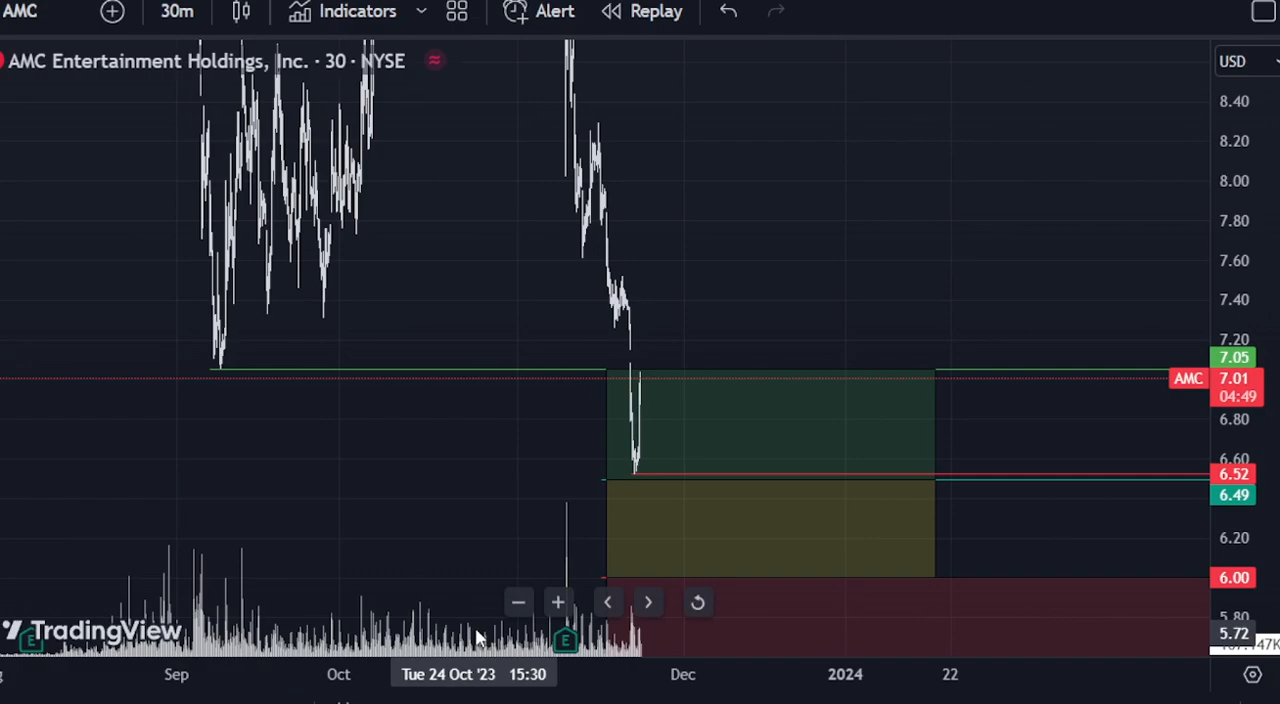 AMC 30m Indicators Alert Replay
AMC Entertainment Holdings, Inc. · 30 · NYSE
USD
8.40
8.20
8.00
7.80
7.60
7.40
7.20
7.05
AMC 7.01
04:49
6.80
6.60
6.52
6.49
6.20
6.00
5.80
5.72
E TradingView E
Sep Oct Tue 24 Oct '23 15:30 Dec 2024 22